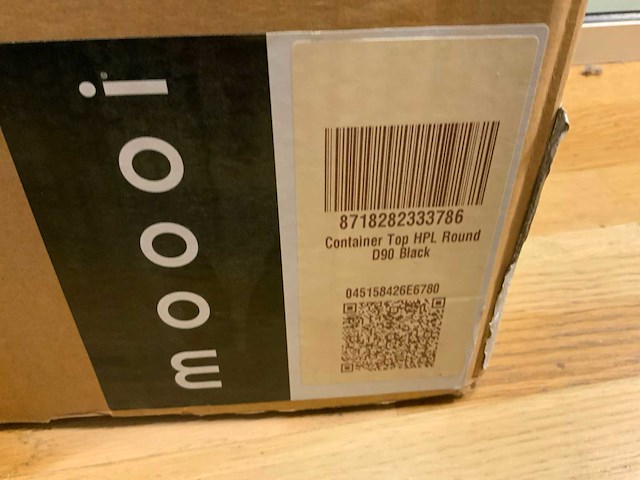 moooi
8718282333786
Container Top HPL Round
D90 Black
045158426E6780